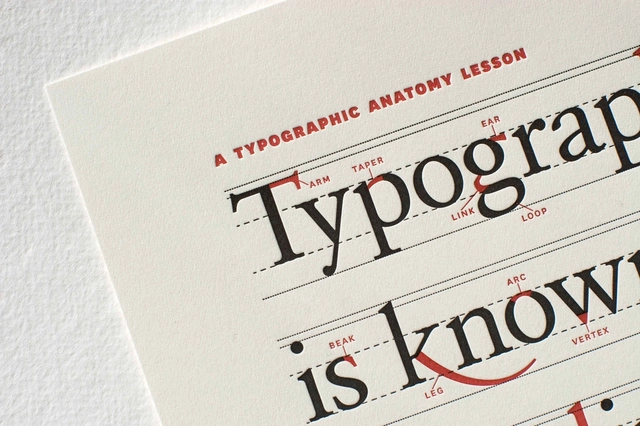 A TYPOGRAPHIC ANATOMY LESSON
EAR
TAPER
ARM
Typograp
LINK
LOOP
ARC
BEAK
is known
VERTEX
LEG